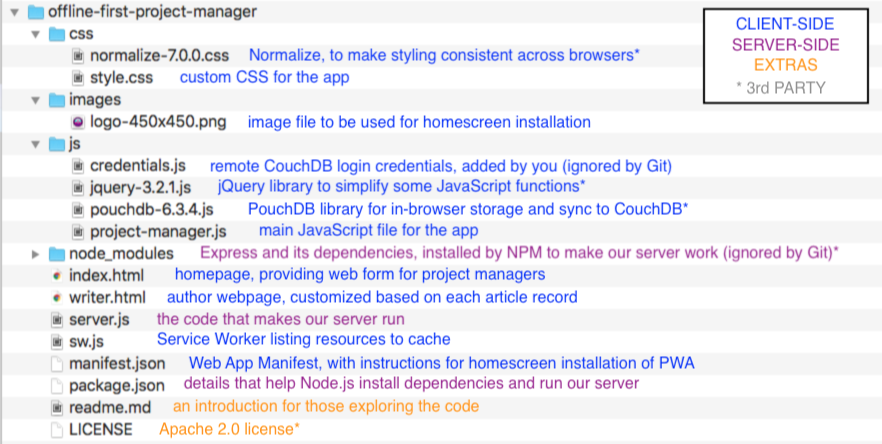 offline-first-project-manager
CLIENT-SIDE
SERVER-SIDE
EXTRAS
* 3rd PARTY
css
normalize-7.0.0.css Normalize, to make styling consistent across browsers*
style.css custom CSS for the app
images
logo-450x450.png image file to be used for homescreen installation
js
credentials.js remote CouchDB login credentials, added by you (ignored by Git)
jquery-3.2.1.js jQuery library to simplify some JavaScript functions*
pouchdb-6.3.4.js PouchDB library for in-browser storage and sync to CouchDB*
project-manager.js main JavaScript file for the app
node_modules Express and its dependencies, installed by NPM to make our server work (ignored by Git)*
index.html homepage, providing web form for project managers
writer.html author webpage, customized based on each article record
server.js the code that makes our server run
sw.js Service Worker listing resources to cache
manifest.json Web App Manifest, with instructions for homescreen installation of PWA
package.json details that help Node.js install dependencies and run our server
readme.md an introduction for those exploring the code
LICENSE Apache 2.0 license*